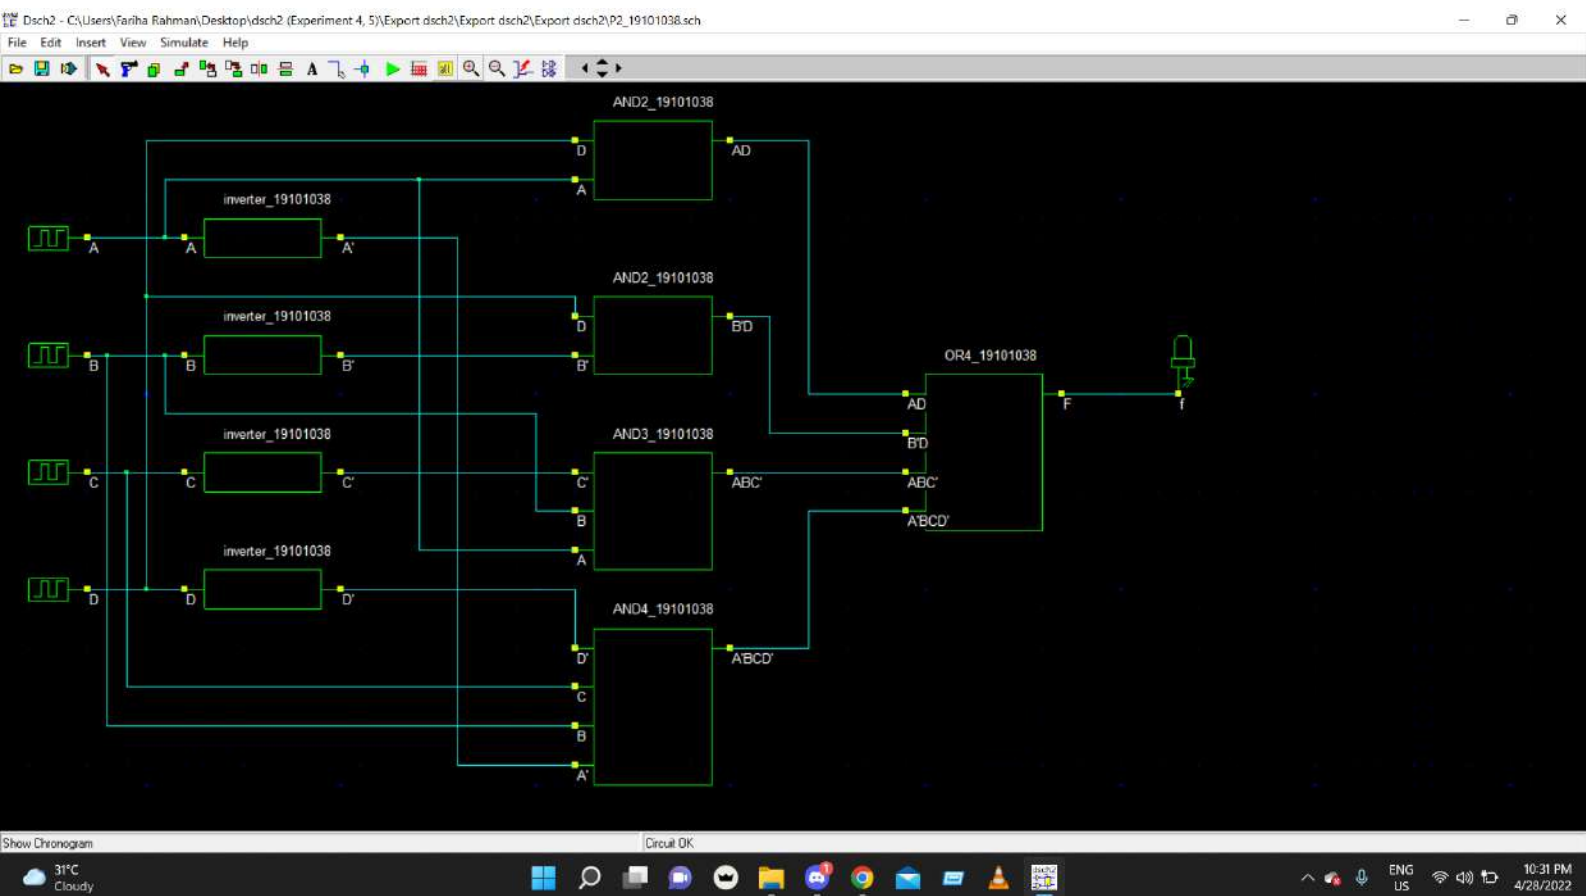 Dsch2 - C:\Users\Fariha Rahman\Desktop\dsch2 (Experiment 4, 5)\Export dsch2\Export dsch2\Export dsch2\P2_19101038.sch
File Edit Insert View Simulate Help
A
AND2_19101038
D
AD
A
inverter_19101038
A
A
A'
AND2_19101038
inverter_19101038
D
B'D
B
B
B'
B'
OR4_19101038
AD
F
f
inverter_19101038
AND3_19101038
B'D
C
C
C'
C'
ABC'
ABC'
B
A'BCD'
inverter_19101038
A
D
D
D'
AND4_19101038
D'
A'BCD'
C
B
A'
Show Chronogram
Circuit OK
31°C
Cloudy
1
ENG
US
10:31 PM
4/28/2022